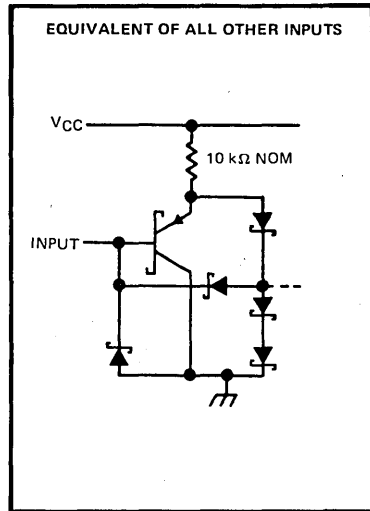 EQUIVALENT OF ALL OTHER INPUTS
VCC
10 kΩ NOM
INPUT